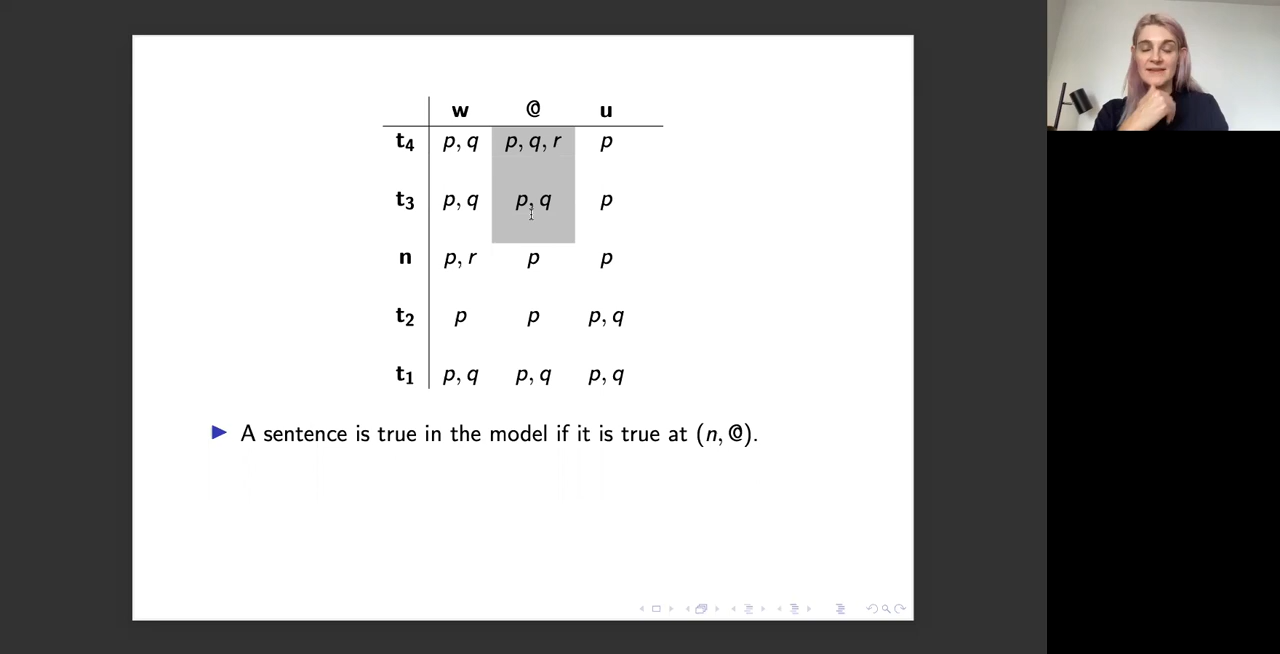 w @ u
t4 p, q p, q, r p
t3 p, q p, q p
n p, r p p
t2 p p p, q
t1 p, q p, q p, q
▶ A sentence is true in the model if it is true at (n, @).